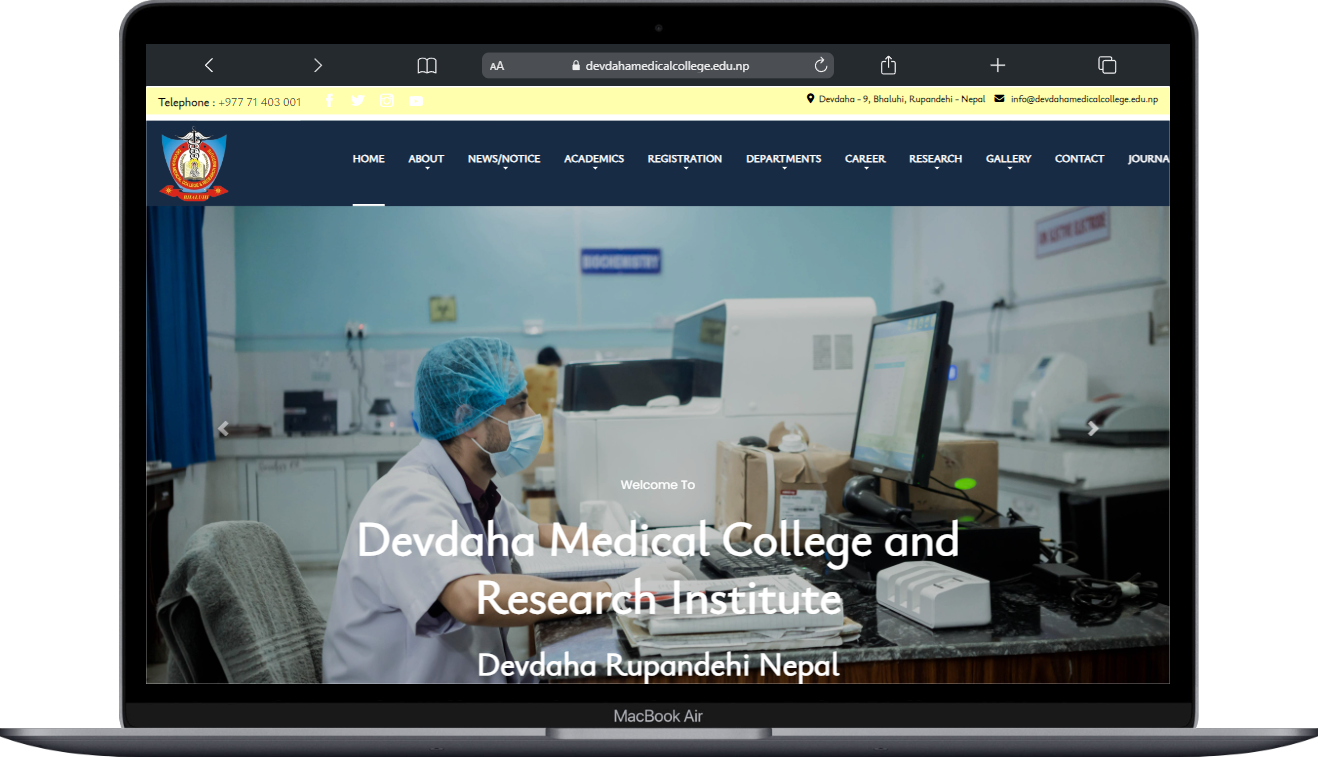 AA devdahamedicalcollege.edu.np
Telephone : +977 71 403 001
Devdaha - 9, Bhaluhi, Rupandehi - Nepal info@devdahamedicalcollege.edu.np
HOME ABOUT NEWS/NOTICE ACADEMICS REGISTRATION DEPARTMENTS CAREER RESEARCH GALLERY CONTACT JOURNA
BHALUHI
BIOCHEMISTRY
Welcome To
Devdaha Medical College and
Research Institute
Devdaha Rupandehi Nepal
MacBook Air